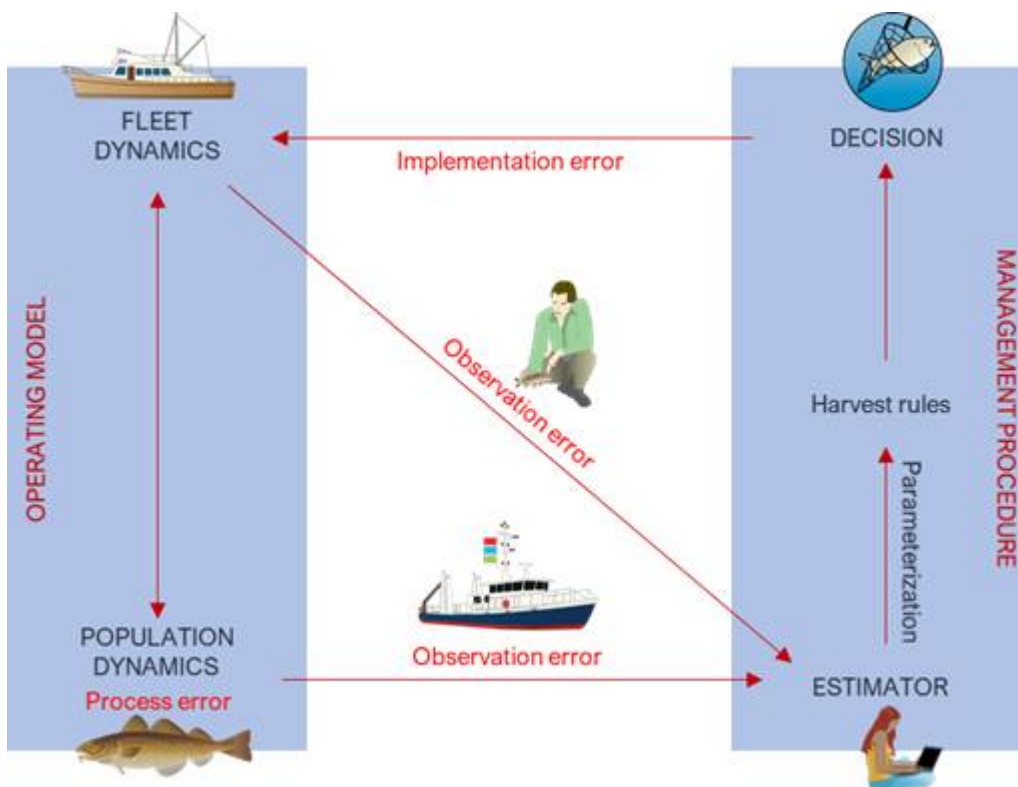 FLEET
DYNAMICS
DECISION
Implementation error
OPERATING MODEL
Observation error
MANAGEMENT PROCEDURE
Harvest rules
Parameterization
POPULATION
DYNAMICS
Process error
Observation error
ESTIMATOR